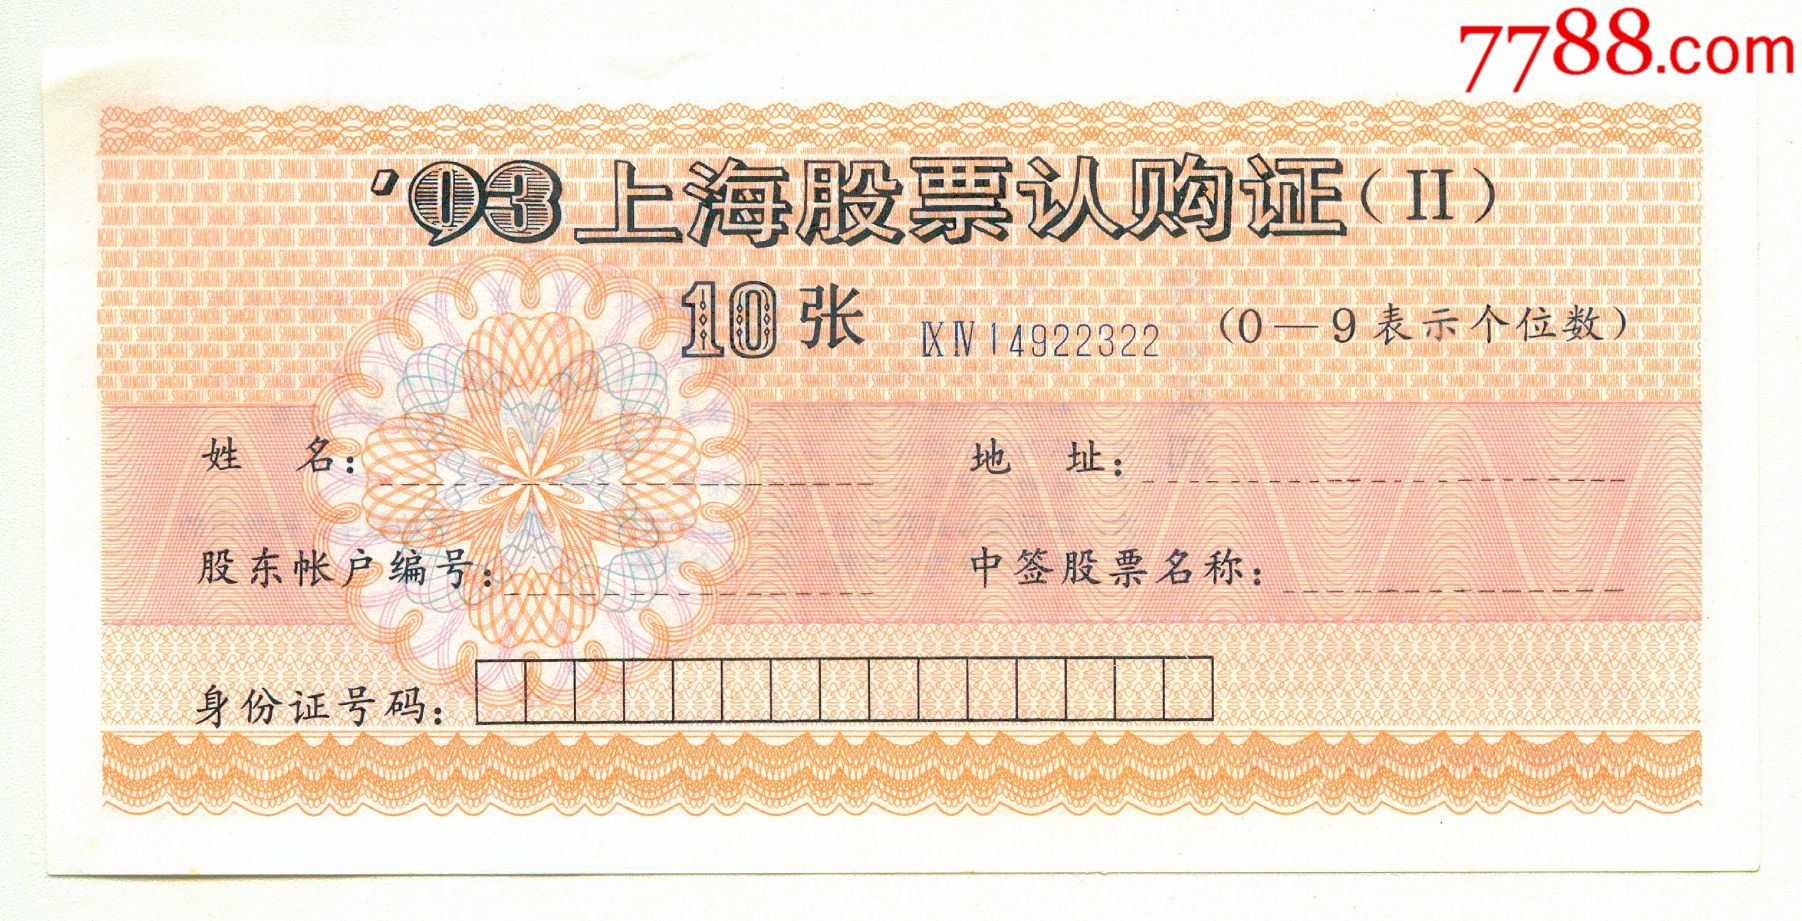 7788.com
'93上海股票认购证(II)
10张 Ⅸ Ⅳ 14922322 (0—9表示个位数)
姓 名: 地 址:
股东帐户编号: 中签股票名称:
身份证号码: